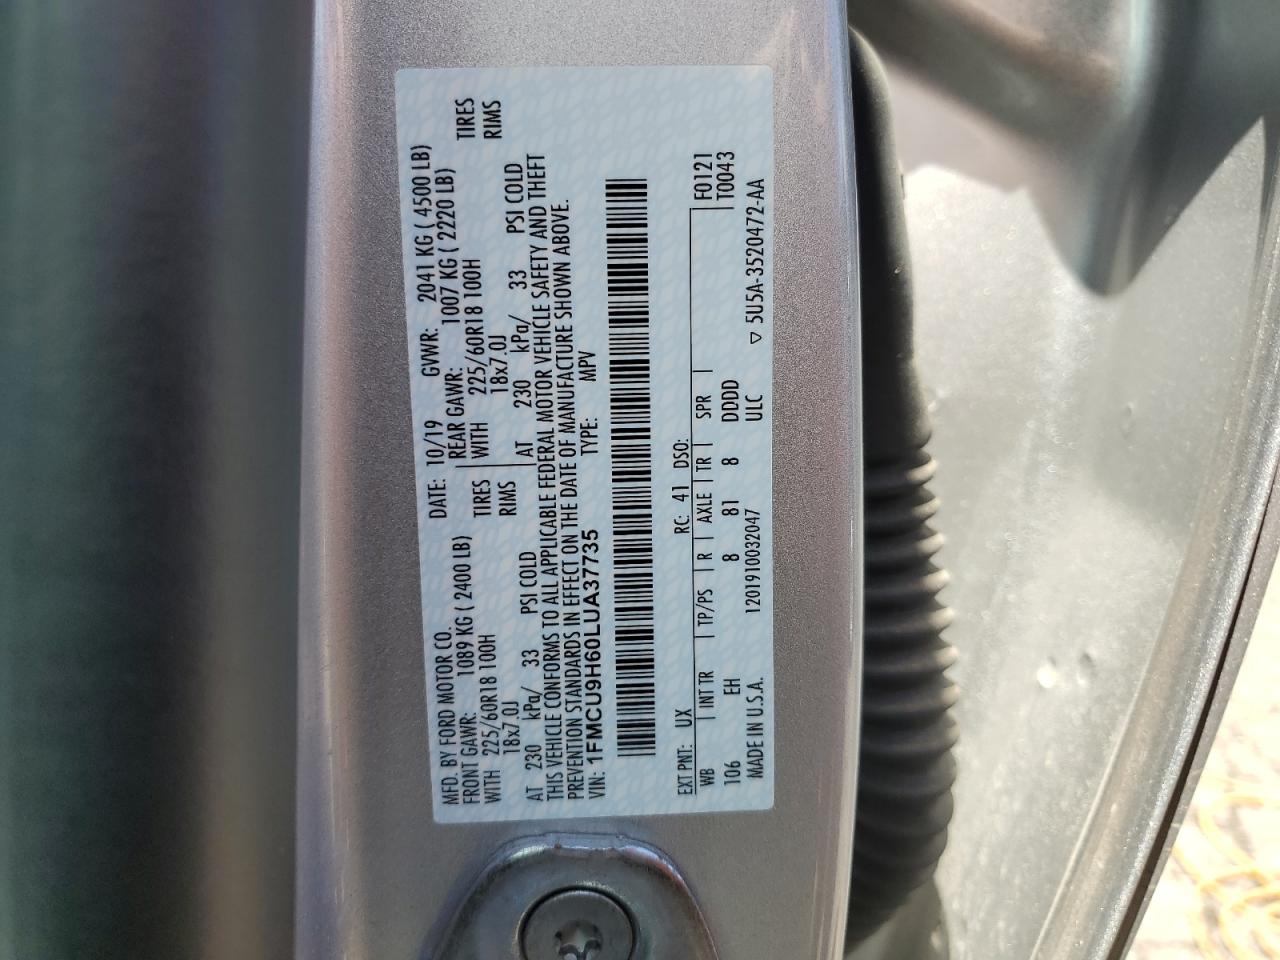 MFD. BY FORD MOTOR CO.
DATE: 10/19 GVWR: 2041 KG ( 4500 LB)
FRONT GAWR: 1089 KG ( 2400 LB) REAR GAWR: 1007 KG ( 2220 LB)
WITH 225/60R18 100H TIRES WITH 225/60R18 100H TIRES
18x7.0J RIMS 18x7.0J RIMS
AT 230 kPa/ 33 PSI COLD AT 230 kPa/ 33 PSI COLD
THIS VEHICLE CONFORMS TO ALL APPLICABLE FEDERAL MOTOR VEHICLE SAFETY AND THEFT
PREVENTION STANDARDS IN EFFECT ON THE DATE OF MANUFACTURE SHOWN ABOVE.
VIN: 1FMCU9H60LUA37735 TYPE: MPV
EXT PNT: UX RC: 41 DSO:
WB INT TR TP/PS R AXLE TR SPR F0121
106 EH 8 81 8 DDDD T0043
MADE IN U.S.A. 1201910032047 ULC ▽ 5U5A-3520472-AA